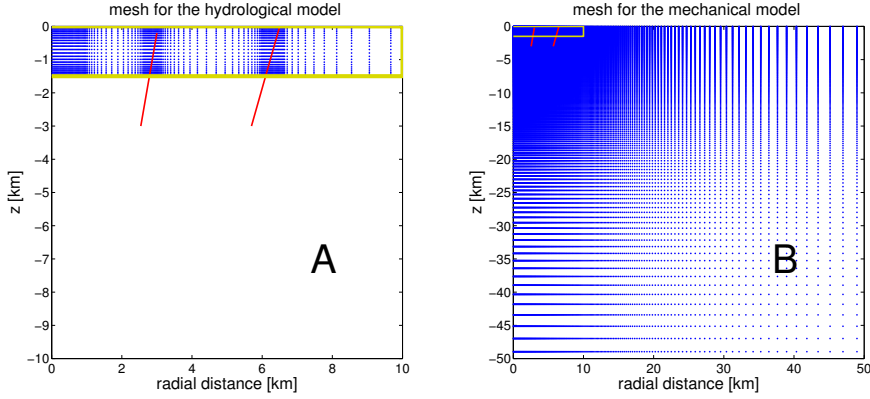 mesh for the hydrological model
0
−1
−2
−3
−4
−5
−6
−7
−8
−9
−10
z [km]
A
0 2 4 6 8 10
radial distance [km]
mesh for the mechanical model
0
−5
−10
−15
−20
−25
−30
−35
−40
−45
−50
z [km]
B
0 10 20 30 40 50
radial distance [km]